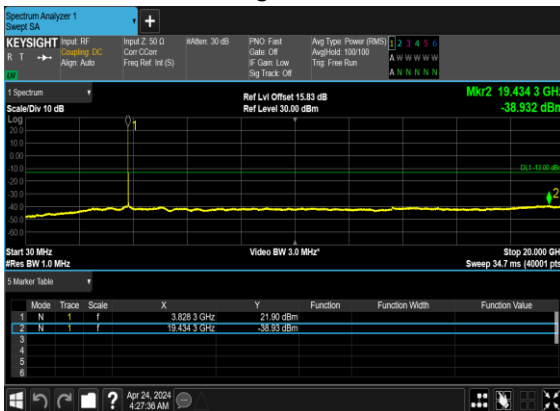 Spectrum Analyzer 1
Swept SA
KEYSIGHT Input: RF Input Z: 50 Ω #Atten: 30 dB PNO: Fast Avg Type: Power (RMS) 1 2 3 4 5 6
R T Coupling: DC Corr CCorr Gate: Off Avg|Hold: 100/100 A W W W W W
Align: Auto Freq Ref: Int (S) IF Gain: Low Trig: Free Run
Sig Track: Off A N N N N N
LV
1 Spectrum Ref Lvl Offset 15.83 dB Mkr2 19.434 3 GHz
Scale/Div 10 dB Ref Level 30.00 dBm -38.932 dBm
Log
20.0 1
10.0
0.00
-10.0 DL1 -13.00 dBm
-20.0
-30.0 2
-40.0
-50.0
-60.0
Start 30 MHz Video BW 3.0 MHz* Stop 20.000 GH
#Res BW 1.0 MHz Sweep 34.7 ms (40001 pts
5 Marker Table
Mode Trace Scale X Y Function Function Width Function Value
1 N 1 f 3.828 3 GHz 21.90 dBm
2 N 1 f 19.434 3 GHz -38.93 dBm
3
4
5
6
? Apr 24, 2024
4:27:36 AM